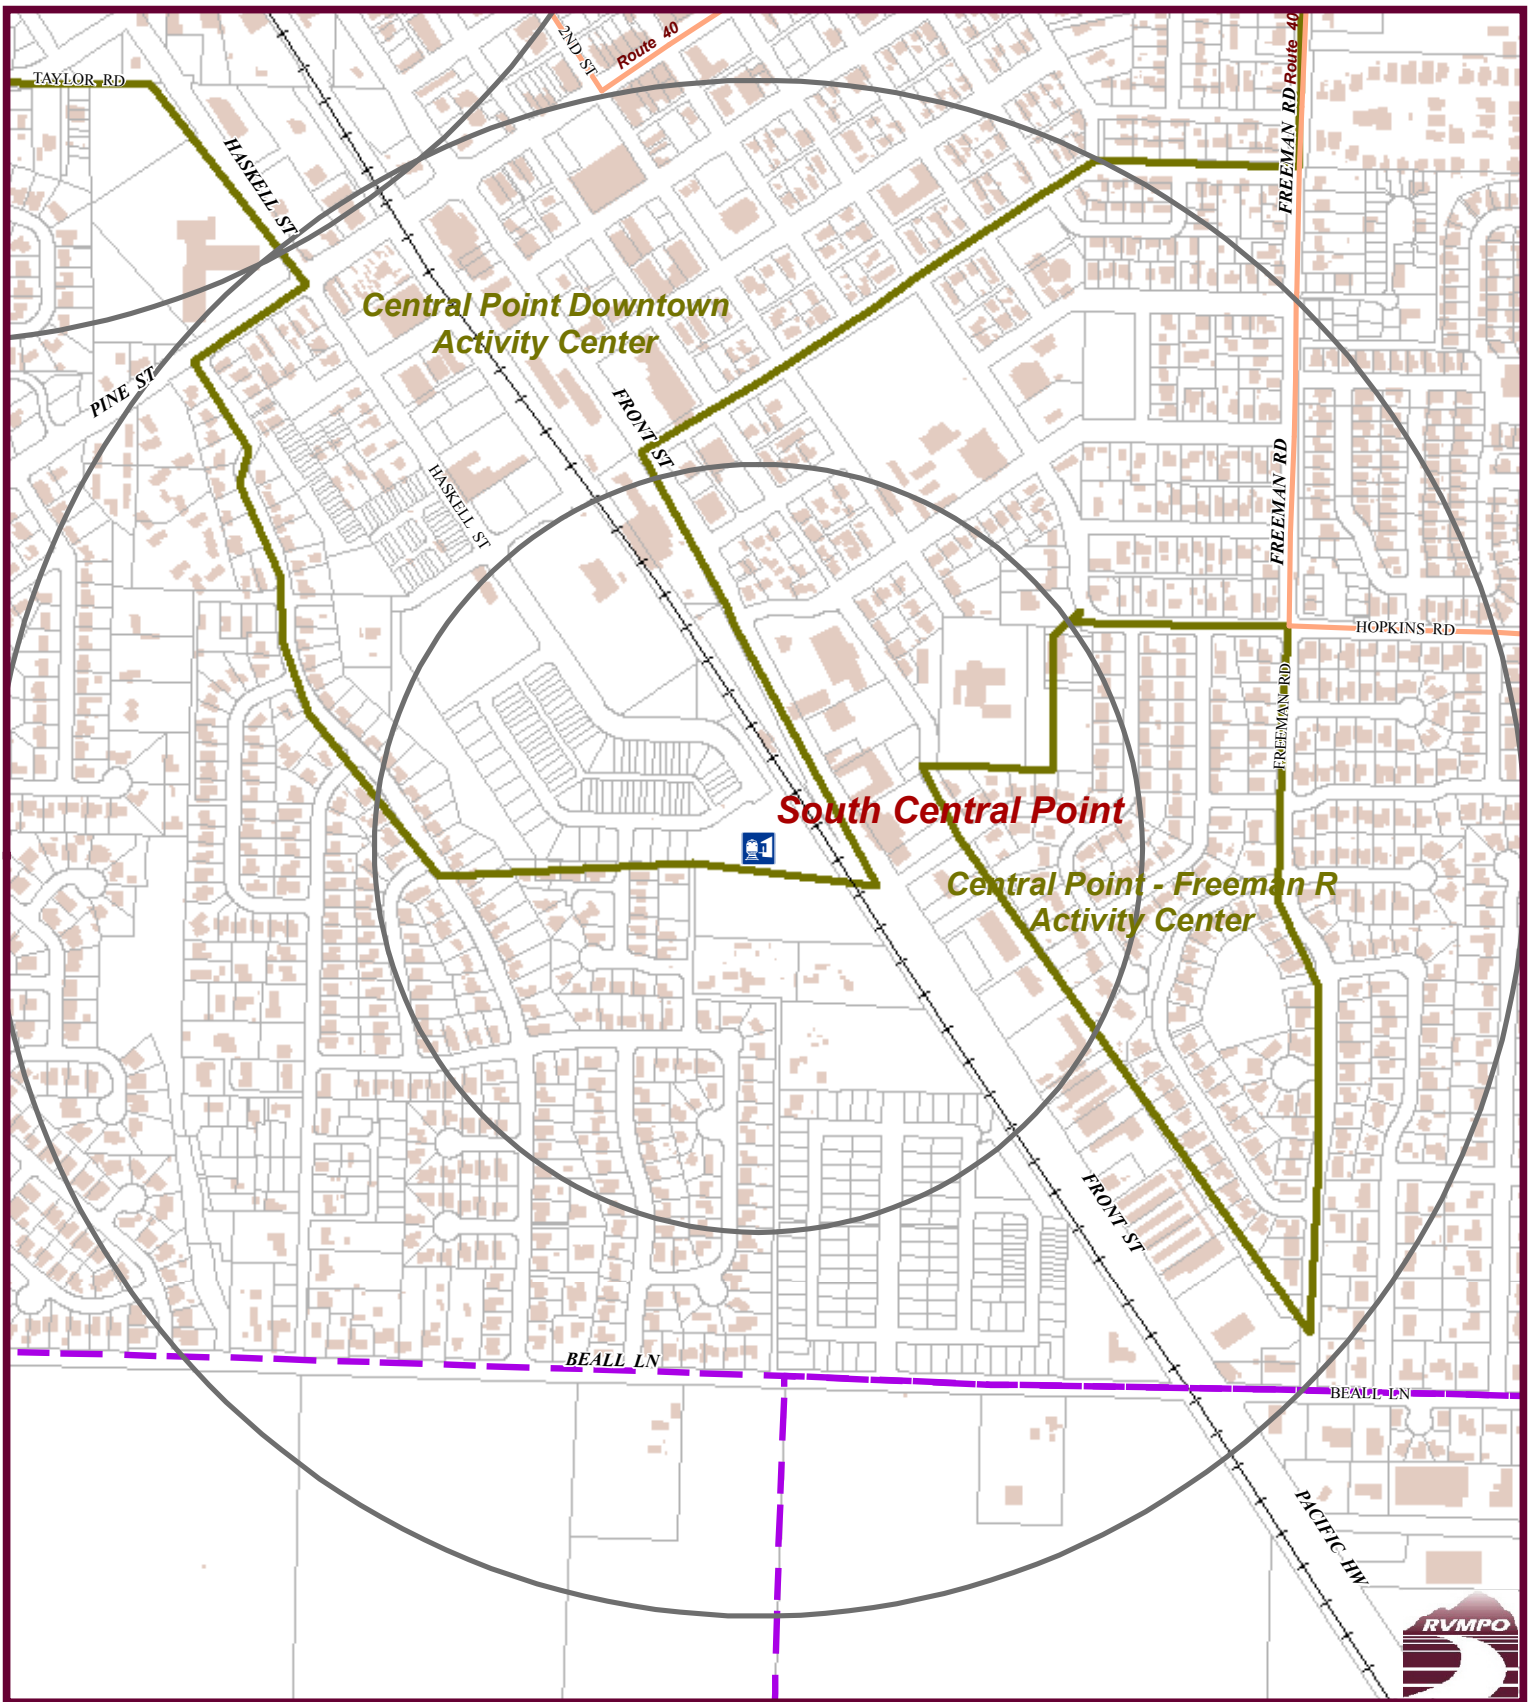 2ND ST
Route 40
Route 40
TAYLOR RD
FREEMAN RD
HASKELL ST
Central Point Downtown
Activity Center
PINE ST
FRONT ST
HASKELL ST
FREEMAN RD
HOPKINS RD
FREEMAN RD
South Central Point
Central Point - Freeman R
Activity Center
FRONT ST
BEALL LN
BEALL LN
PACIFIC HW
RVMPO